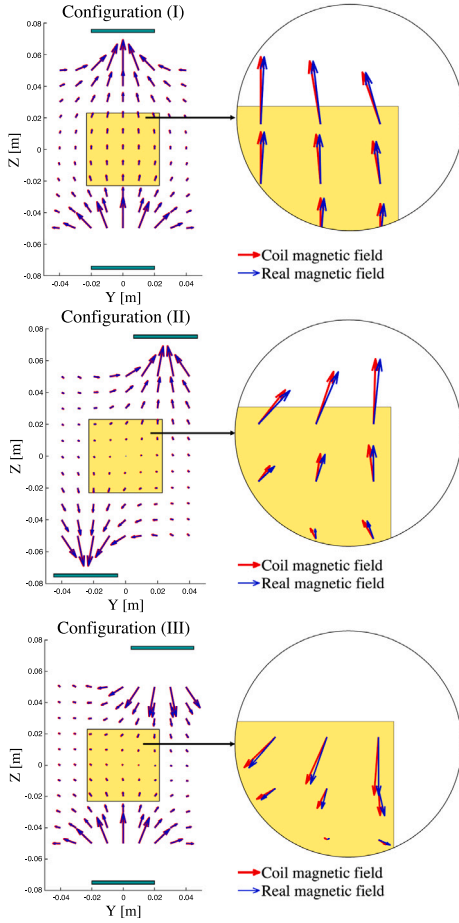 Configuration (I)
0.08
0.06
0.04
0.02
0
-0.02
-0.04
-0.06
-0.08
Z [m]
-0.04 -0.02 0 0.02 0.04
Y [m]
Coil magnetic field
Real magnetic field
Configuration (II)
0.08
0.06
0.04
0.02
0
-0.02
-0.04
-0.06
-0.08
Z [m]
-0.04 -0.02 0 0.02 0.04
Y [m]
Coil magnetic field
Real magnetic field
Configuration (III)
0.08
0.06
0.04
0.02
0
-0.02
-0.04
-0.06
-0.08
Z [m]
-0.04 -0.02 0 0.02 0.04
Y [m]
Coil magnetic field
Real magnetic field